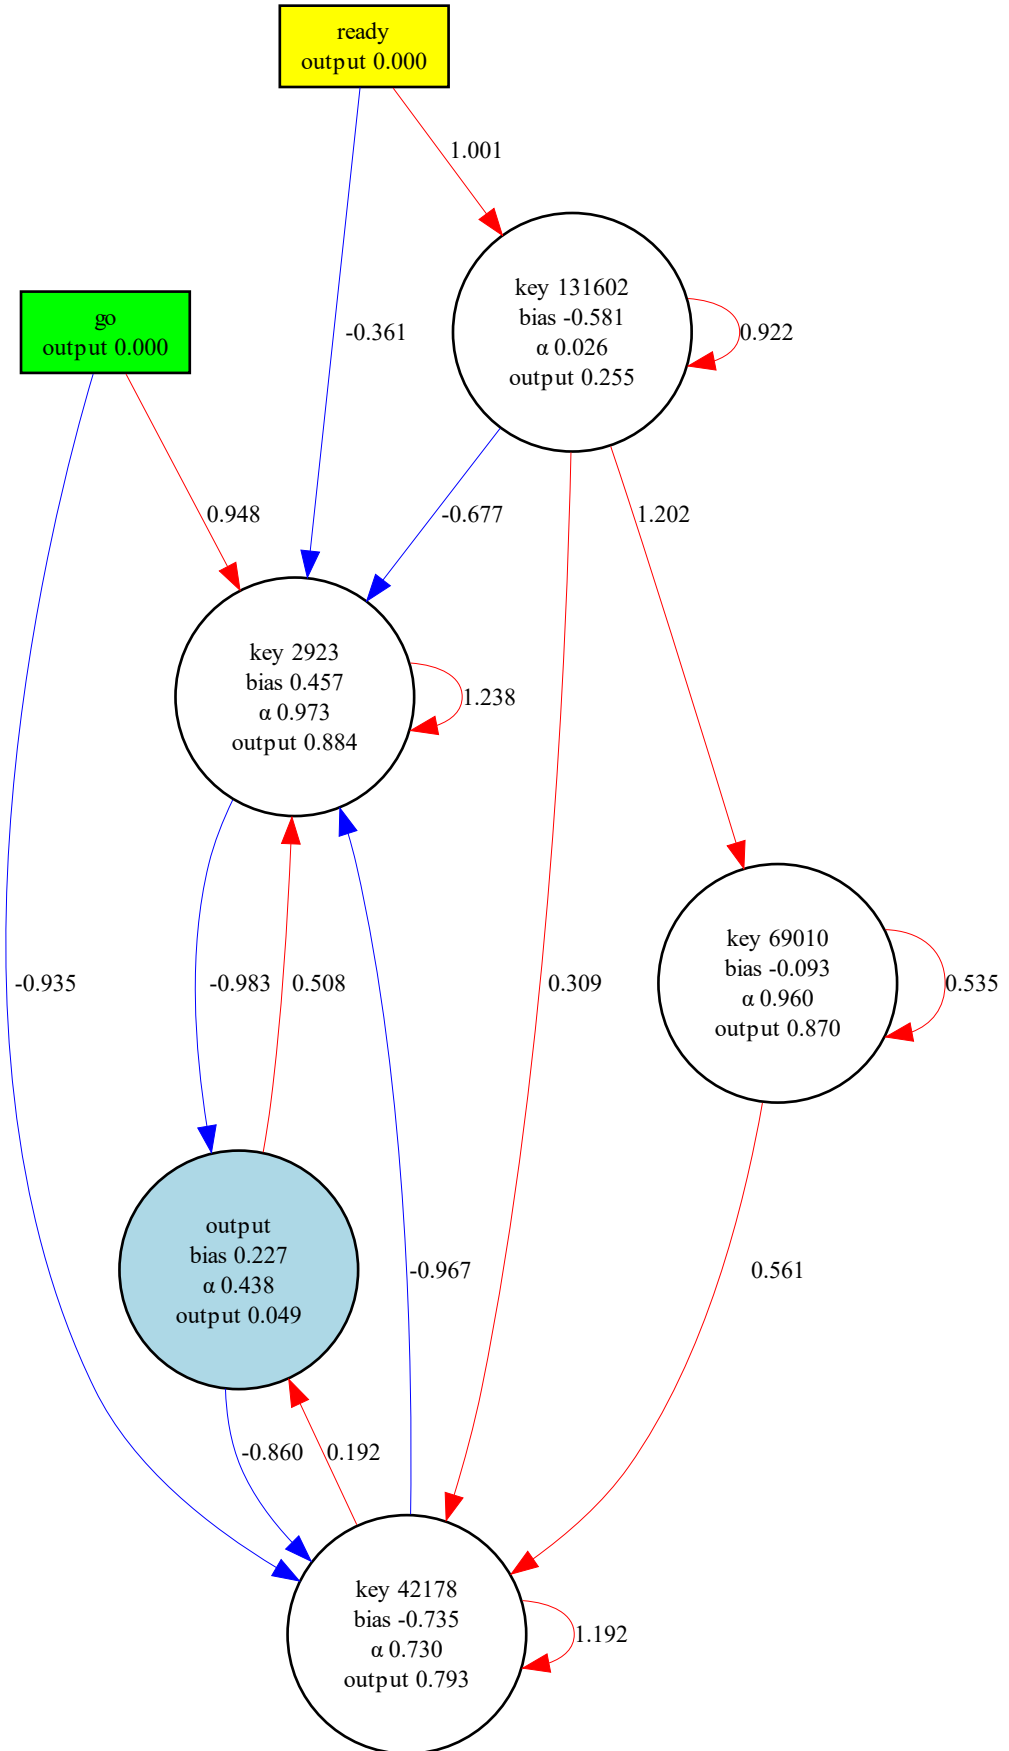 ready
output 0.000
1.001
key 131602
bias -0.581
α 0.026
output 0.255
0.922
go
output 0.000
-0.361
0.948
-0.677
1.202
key 2923
bias 0.457
α 0.973
output 0.884
1.238
key 69010
bias -0.093
α 0.960
output 0.870
0.535
-0.935
-0.983
0.508
0.309
output
bias 0.227
α 0.438
output 0.049
-0.967
0.561
-0.860
0.192
key 42178
bias -0.735
α 0.730
output 0.793
1.192